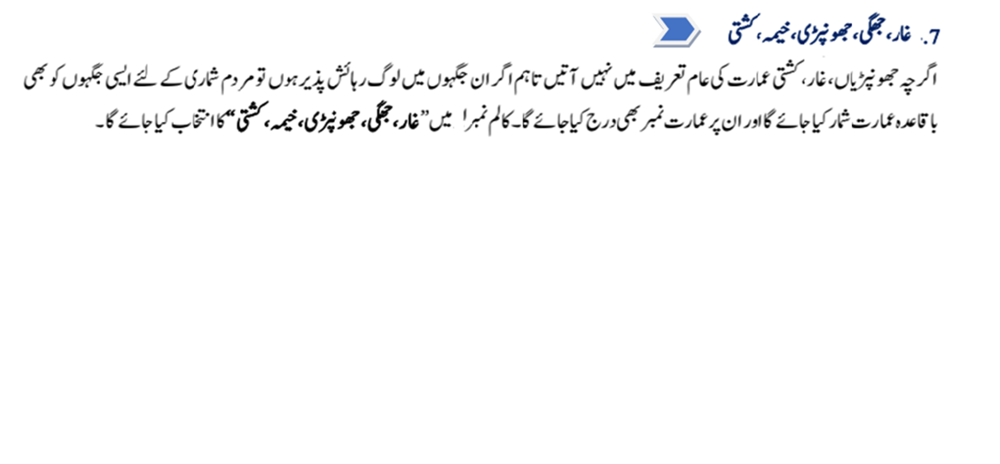 7. غار، جھگی، جھونپڑی، خیمہ، کشتی
اگرچہ جھونپڑیاں، غار، کشتی عمارت کی عام تعریف میں نہیں آتیں تاہم اگر ان جگہوں میں لوگ رہائش پذیر ہوں تو مردم شماری کے لئے ایسی جگہوں کو بھی
باقاعدہ عمارت شمار کیا جائے گا اور ان پر عمارت نمبر بھی درج کیا جائے گا۔ کالم نمبر ا میں ”غار، جھگی، جھونپڑی، خیمہ، کشتی“ کا انتخاب کیا جائے گا۔